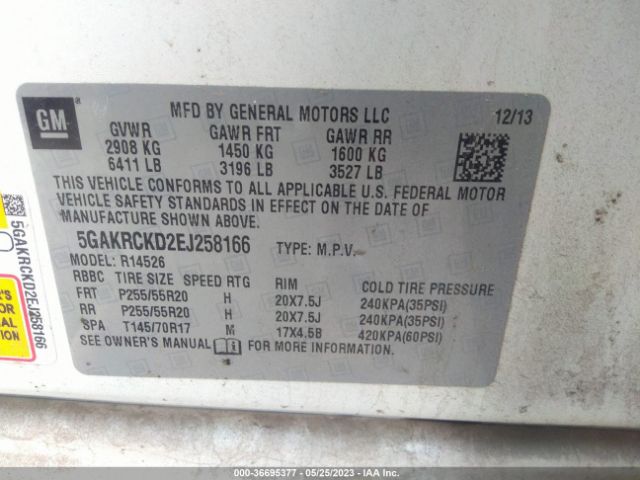 GM
MFD BY GENERAL MOTORS LLC 12/13
GVWR GAWR FRT GAWR RR
2908 KG 1450 KG 1600 KG
6411 LB 3196 LB 3527 LB
THIS VEHICLE CONFORMS TO ALL APPLICABLE U.S. FEDERAL MOTOR
VEHICLE SAFETY STANDARDS IN EFFECT ON THE DATE OF
MANUFACTURE SHOWN ABOVE.
5GAKRCKD2EJ258166 TYPE: M.P.V.
MODEL: R14526
RBBC TIRE SIZE SPEED RTG RIM COLD TIRE PRESSURE
FRT P255/55R20 H 20X7.5J 240KPA(35PSI)
RR P255/55R20 H 20X7.5J 240KPA(35PSI)
SPA T145/70R17 M 17X4.5B 420KPA(60PSI)
SEE OWNER'S MANUAL FOR MORE INFORMATION.
5GAKRCKD2EJ258166
000-36695377 - 05/25/2023 - IAA Inc.